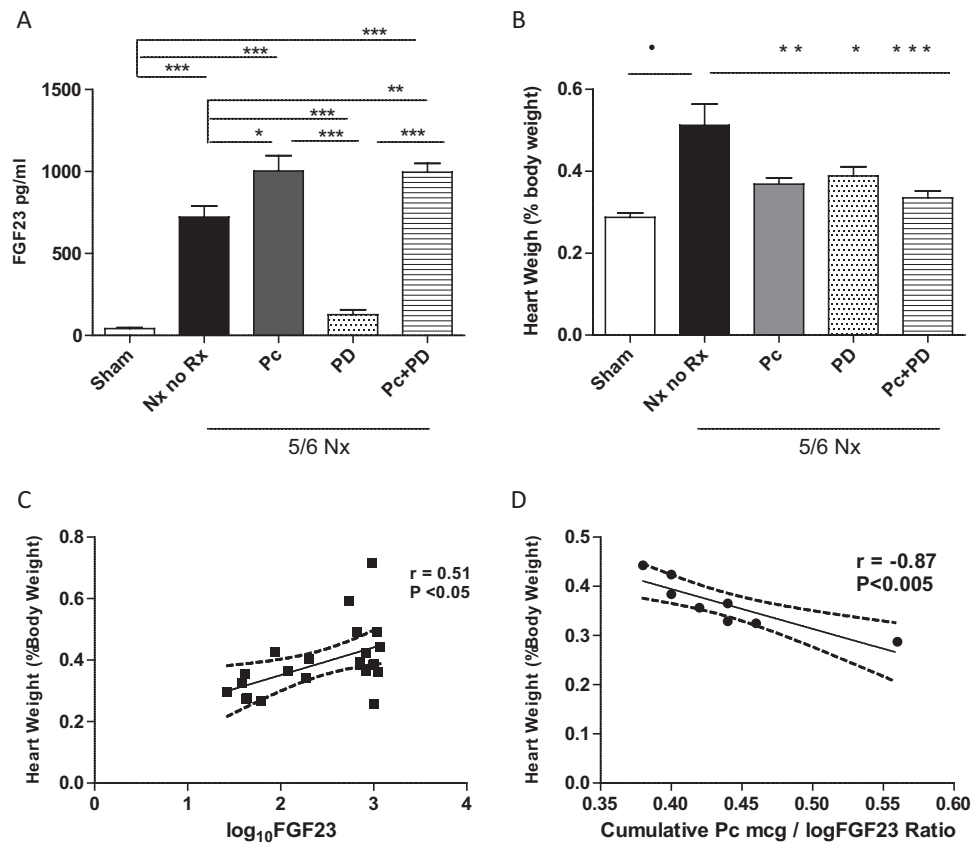 A
***
***
***
**
***
*
***
***
FGF23 pg/ml
1500
1000
500
0
Sham
Nx no Rx
Pc
PD
Pc+PD
5/6 Nx
B
•
* *
*
* * *
Heart Weigh (% body weight)
0.6
0.4
0.2
0.0
Sham
Nx no Rx
Pc
PD
Pc+PD
5/6 Nx
C
Heart Weight (%Body Weight)
0.8
0.6
0.4
0.2
0.0
r = 0.51
P <0.05
0 1 2 3 4
log10FGF23
D
Heart Weight (%Body Weight)
0.5
0.4
0.3
0.2
0.1
0.0
r = -0.87
P<0.005
0.35 0.40 0.45 0.50 0.55 0.60
Cumulative Pc mcg / logFGF23 Ratio